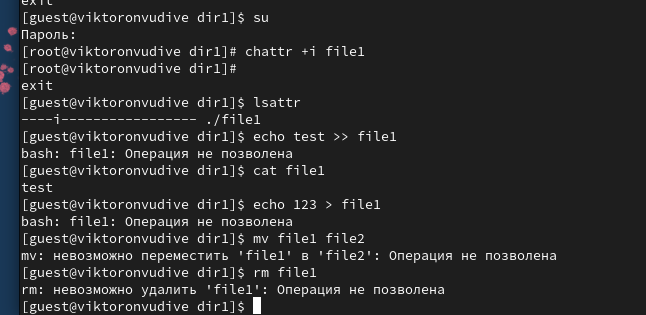 exit
[guest@viktoronvudive dir1]$ su
Пароль:
[root@viktoronvudive dir1]# chattr +i file1
[root@viktoronvudive dir1]#
exit
[guest@viktoronvudive dir1]$ lsattr
----i----------------- ./file1
[guest@viktoronvudive dir1]$ echo test >> file1
bash: file1: Операция не позволена
[guest@viktoronvudive dir1]$ cat file1
test
[guest@viktoronvudive dir1]$ echo 123 > file1
bash: file1: Операция не позволена
[guest@viktoronvudive dir1]$ mv file1 file2
mv: невозможно переместить 'file1' в 'file2': Операция не позволена
[guest@viktoronvudive dir1]$ rm file1
rm: невозможно удалить 'file1': Операция не позволена
[guest@viktoronvudive dir1]$